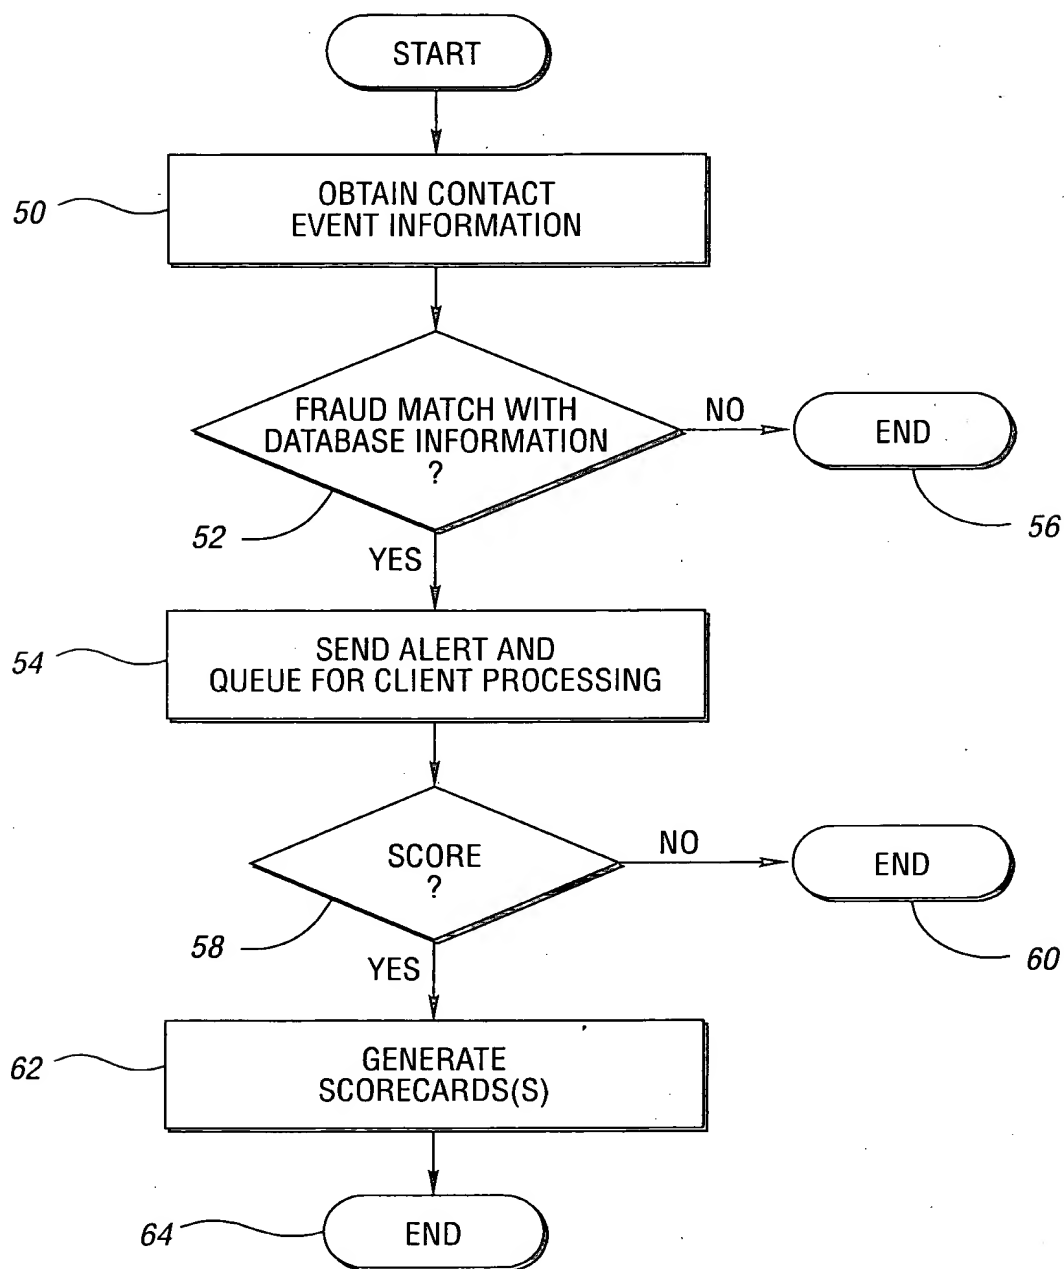 START
50
OBTAIN CONTACT
EVENT INFORMATION
FRAUD MATCH WITH
DATABASE INFORMATION
?
NO
END
52
56
YES
54
SEND ALERT AND
QUEUE FOR CLIENT PROCESSING
SCORE
?
NO
END
58
60
YES
62
GENERATE
SCORECARDS(S)
64
END